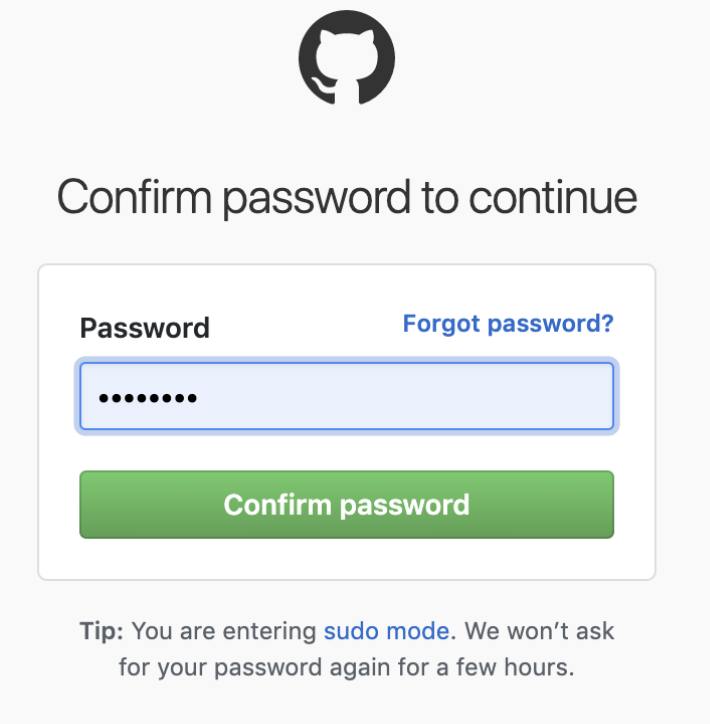 Confirm password to continue
Password
Forgot password?
••••••••
Confirm password
Tip: You are entering sudo mode. We won’t ask
for your password again for a few hours.